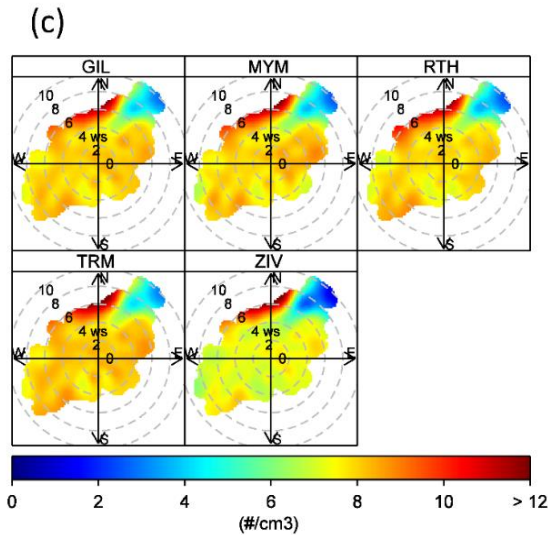 (c)
GIL MYM RTH
N N N
10 10 10
8 8 8
6 6 6
4 ws 4 ws 4 ws
2 2 2
W 0 E W 0 E W 0 E
S S S
TRM ZIV
N N
10 10
8 8
6 6
4 ws 4 ws
2 2
W 0 E W 0 E
S S
0 2 4 6 8 10 > 12
(#/cm3)